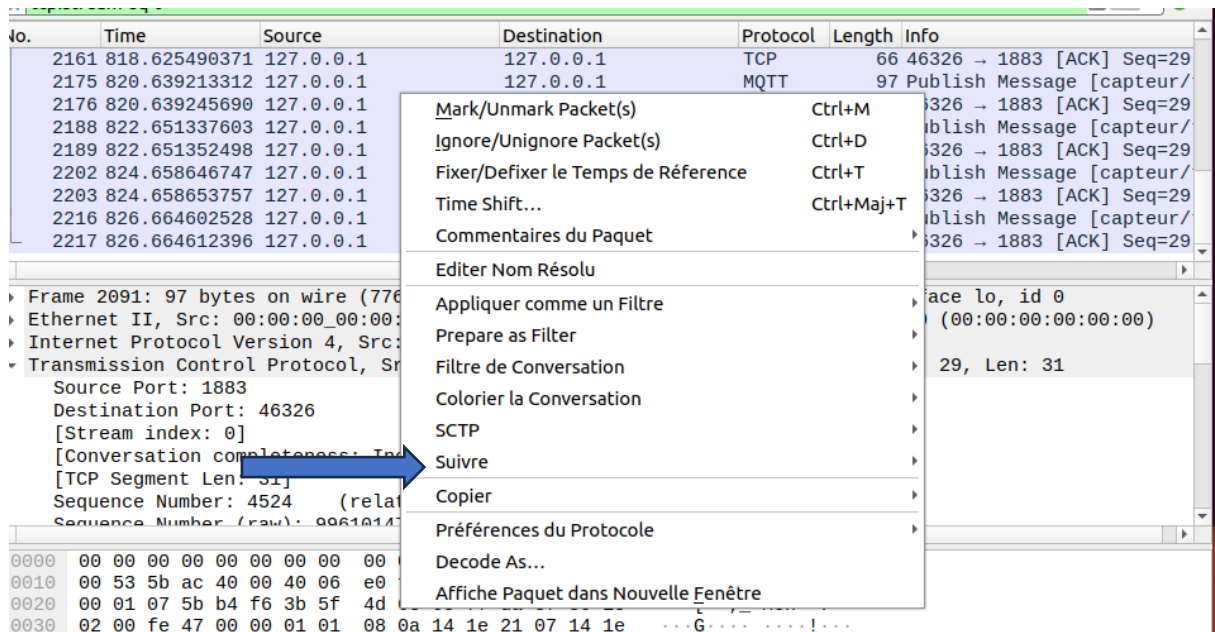 No. Time Source Destination Protocol Length Info
2161 818.625490371 127.0.0.1 127.0.0.1 TCP 66 46326 → 1883 [ACK] Seq=29
2175 820.639213312 127.0.0.1 127.0.0.1 MQTT 97 Publish Message [capteur/
2176 820.639245690 127.0.0.1 6326 → 1883 [ACK] Seq=29
2188 822.651337603 127.0.0.1 ublish Message [capteur/
2189 822.651352498 127.0.0.1 6326 → 1883 [ACK] Seq=29
2202 824.658646747 127.0.0.1 ublish Message [capteur/
2203 824.658653757 127.0.0.1 6326 → 1883 [ACK] Seq=29
2216 826.664602528 127.0.0.1 ublish Message [capteur/
2217 826.664612396 127.0.0.1 6326 → 1883 [ACK] Seq=29
Mark/Unmark Packet(s) Ctrl+M
Ignore/Unignore Packet(s) Ctrl+D
Fixer/Defixer le Temps de Réference Ctrl+T
Time Shift… Ctrl+Maj+T
Commentaires du Paquet
Editer Nom Résolu
Appliquer comme un Filtre
Prepare as Filter
Filtre de Conversation
Colorier la Conversation
SCTP
Suivre
Copier
Préférences du Protocole
Decode As…
Affiche Paquet dans Nouvelle Fenêtre
Frame 2091: 97 bytes on wire (776 face lo, id 0
Ethernet II, Src: 00:00:00_00:00: (00:00:00:00:00:00)
Internet Protocol Version 4, Src:
Transmission Control Protocol, Sr 29, Len: 31
Source Port: 1883
Destination Port: 46326
[Stream index: 0]
[Conversation completeness: Inc
[TCP Segment Len: 31]
Sequence Number: 4524 (relat
Sequence Number (raw): 99610147
0000 00 00 00 00 00 00 00 00 00
0010 00 53 5b ac 40 00 40 06 e0
0020 00 01 07 5b b4 f6 3b 5f 4d
0030 02 00 fe 47 00 00 01 01 08 0a 14 1e 21 07 14 1e ···G···· ····!···